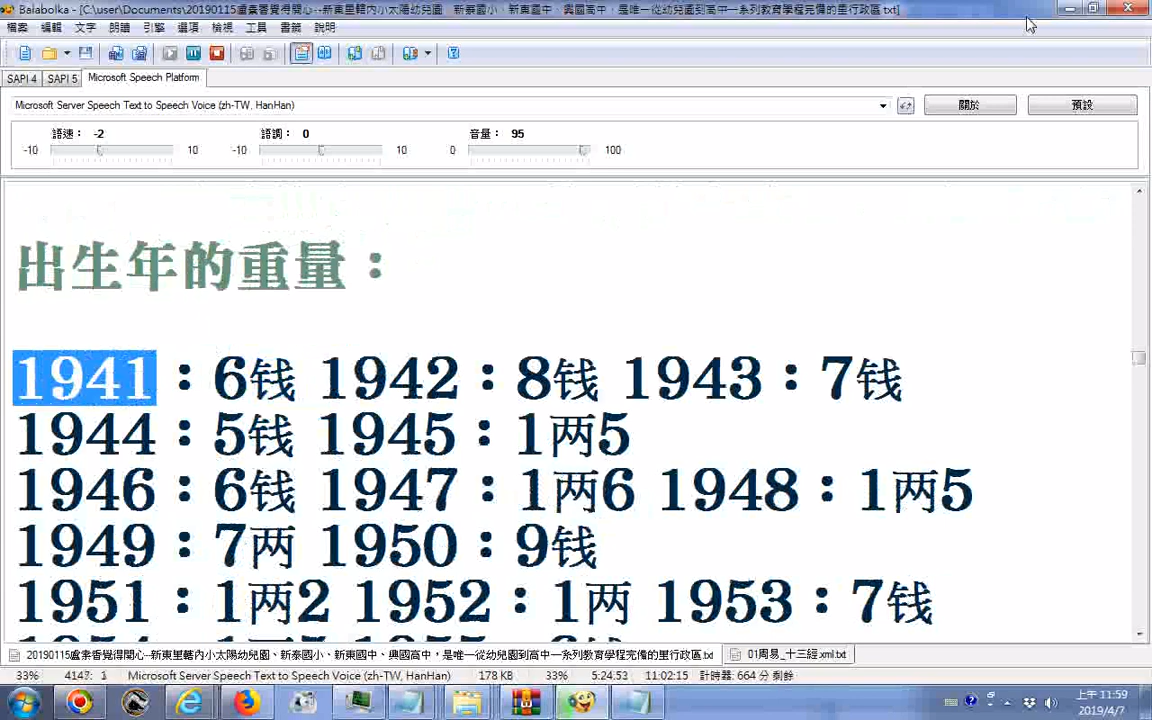 Balabolka - [C:\user\Documents\20190115盧素香覺得開心--新東里轄內小太陽幼兒園、新泰國小、新東國中、興國高中，是唯一從幼兒園到高中一系列教育學程完備的里行政區.txt]
檔案 編輯 文字 朗讀 引擎 選項 檢視 工具 書籤 說明
SAPI 4 SAPI 5 Microsoft Speech Platform
Microsoft Server Speech Text to Speech Voice (zh-TW, HanHan) 關於 預設
語速： -2 語調： 0 音量： 95
-10 10 -10 10 0 100
出生年的重量：
1941：6钱 1942：8钱 1943：7钱
1944：5钱 1945：1两5
1946：6钱 1947：1两6 1948：1两5
1949：7两 1950：9钱
1951：1两2 1952：1两 1953：7钱
20190115盧素香覺得開心--新東里轄內小太陽幼兒園、新泰國小、新東國中、興國高中，是唯一從幼兒園到高中一系列教育學程完備的里行政區.txt 01周易_十三經.xml.txt
33% 4147: 1 Microsoft Server Speech Text to Speech Voice (zh-TW, HanHan) 178 KB 33% 5:24:53 11:02:15 計時器: 664 分 剩餘
上午 11:59
2019/4/7